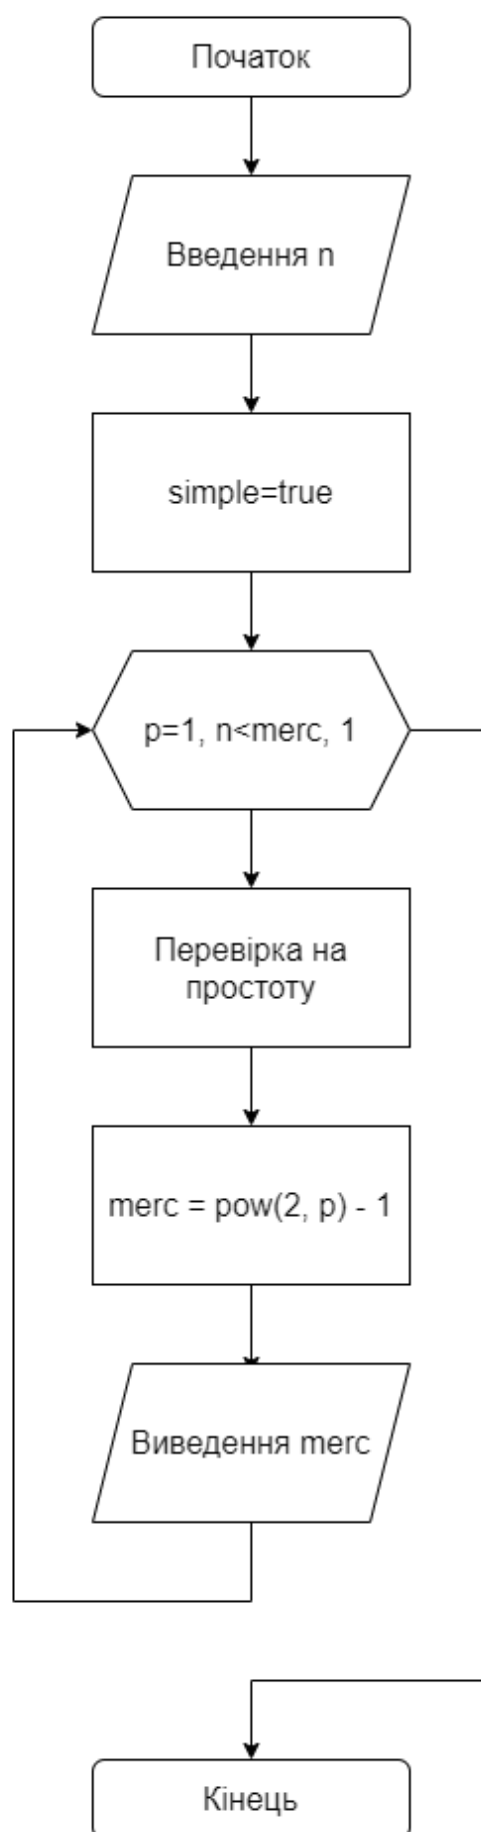 Початок
Введення n
simple=true
p=1, n<merc, 1
Перевірка на
простоту
merc = pow(2, p) - 1
Виведення merc
Кінець